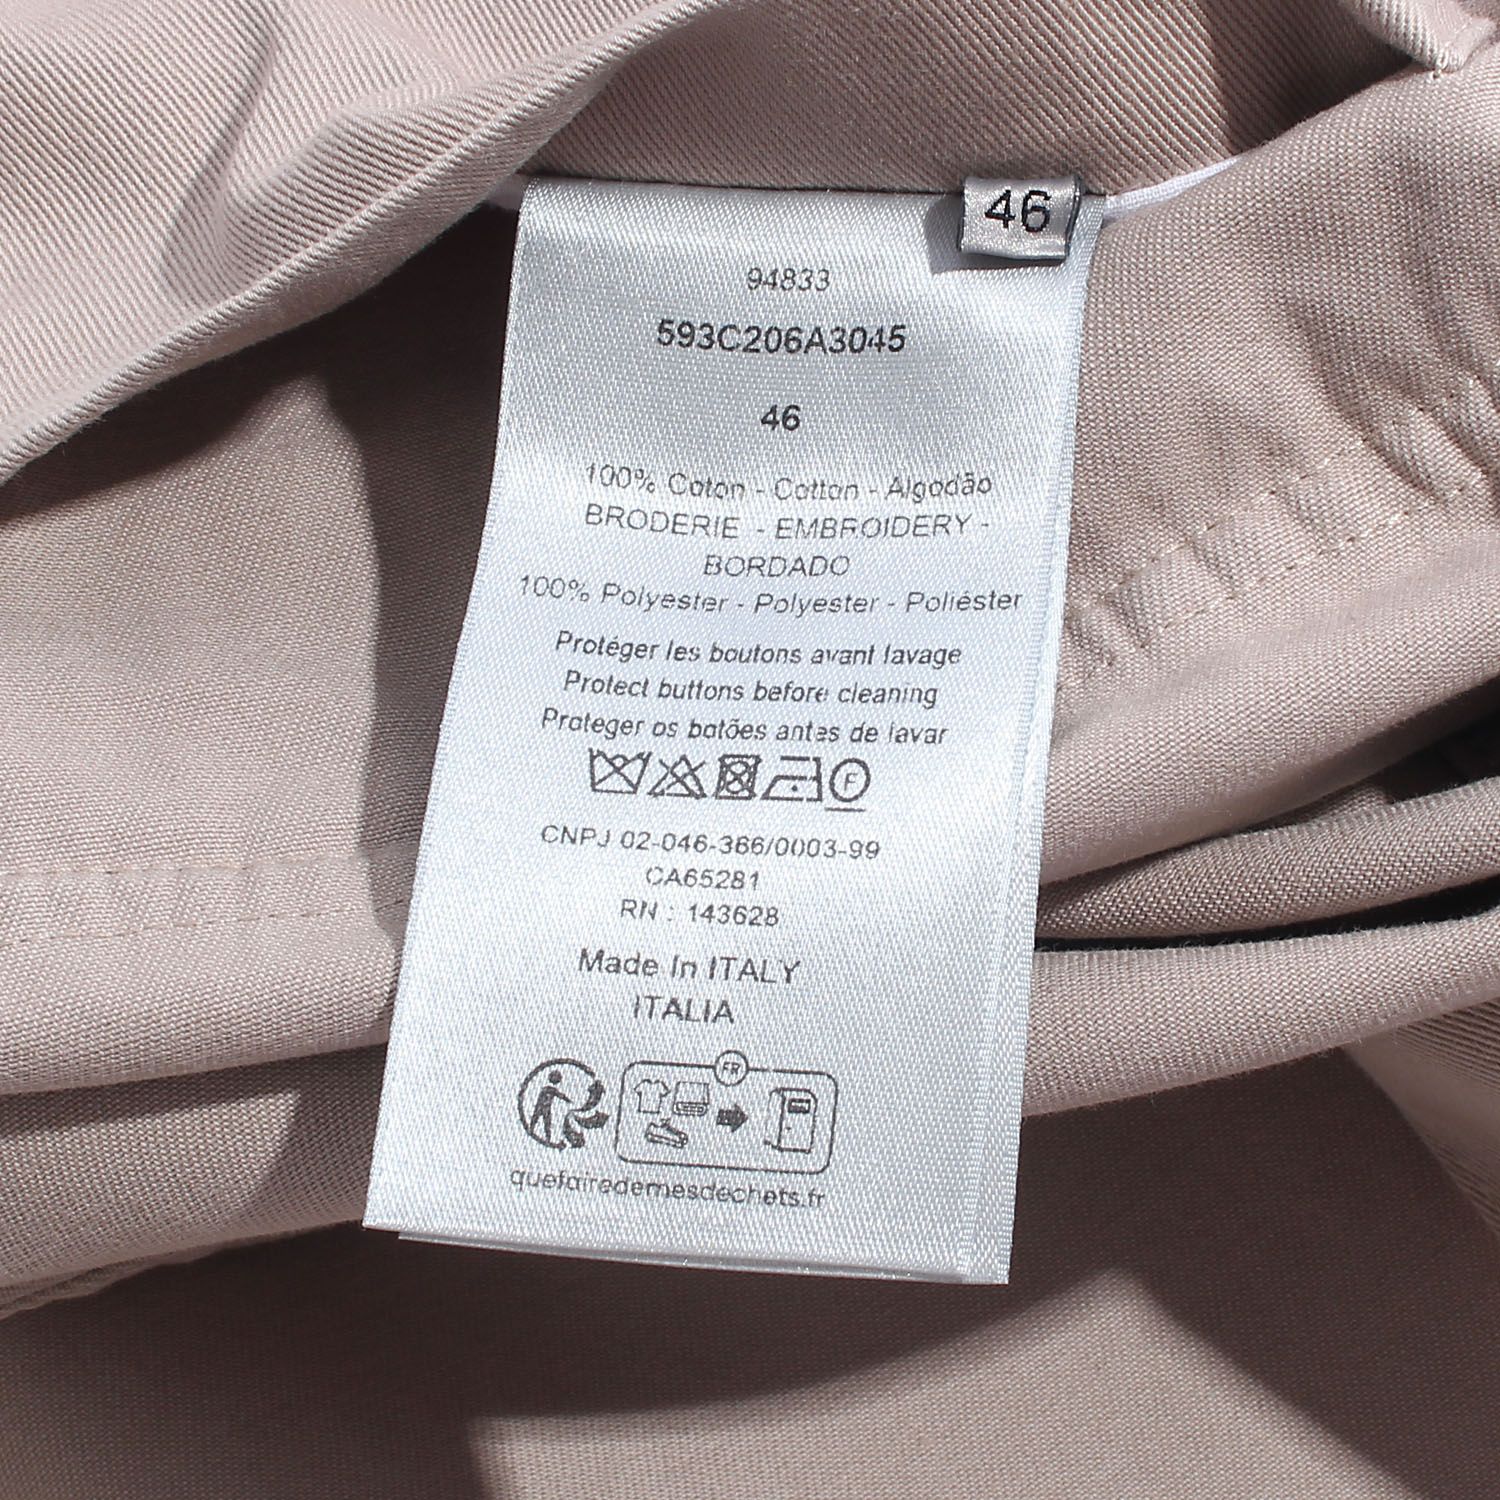 46
94833
593C206A3045
46
100% Coton - Cotton - Algodão
BRODERIE - EMBROIDERY -
BORDADO
100% Polyester - Polyester - Poliéster
Protéger les boutons avant lavage
Protect buttons before cleaning
Proteger os botões antes de lavar
F
CNPJ 02-046-366/0003-99
CA65281
RN : 143628
Made In ITALY
ITALIA
FR
quefairedemesdechets.fr